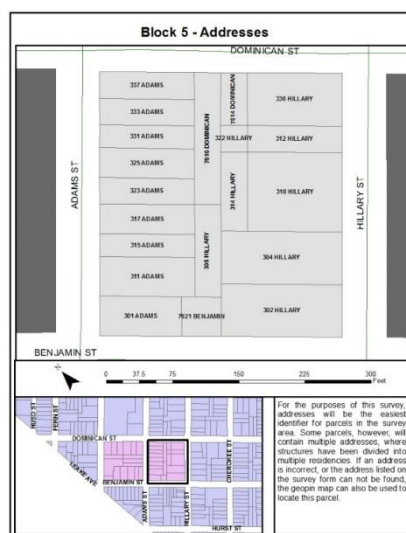 Block 5 - Addresses
DOMINICAN ST
337 ADAMS
333 ADAMS
331 ADAMS
325 ADAMS
323 ADAMS
317 ADAMS
315 ADAMS
311 ADAMS
301 ADAMS
7621 BENJAMIN
7616 DOMINICAN
308 HILLARY
7614 DOMINICAN
322 HILLARY
314 HILLARY
336 HILLARY
312 HILLARY
310 HILLARY
304 HILLARY
302 HILLARY
ADAMS ST
HILLARY ST
BENJAMIN ST
N
0 37.5 75 150 225 300
Feet
HUSO ST
FERN ST
DOMINICAN ST
LEAKE AVE
BENJAMIN ST
ADAMS ST
HILLARY ST
CHEROKEE ST
HURST ST
For the purposes of this survey,
addresses will be the easiest
identifier for parcels in the survey
area. Some parcels, however, will
contain multiple addresses, where
structures have been divided into
multiple residencies. If an address
is incorrect, or the address listed on
the survey form can not be found,
the geopin map can also be used to
locate this parcel.